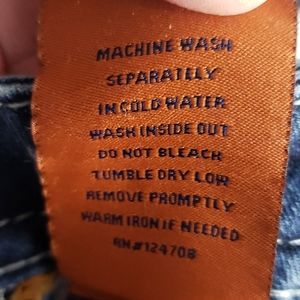 MACHINE WASH
SEPARATELY
IN COLD WATER
WASH INSIDE OUT
DO NOT BLEACH
TUMBLE DRY LOW
REMOVE PROMPTLY
WARM IRON IF NEEDED
RN#124708